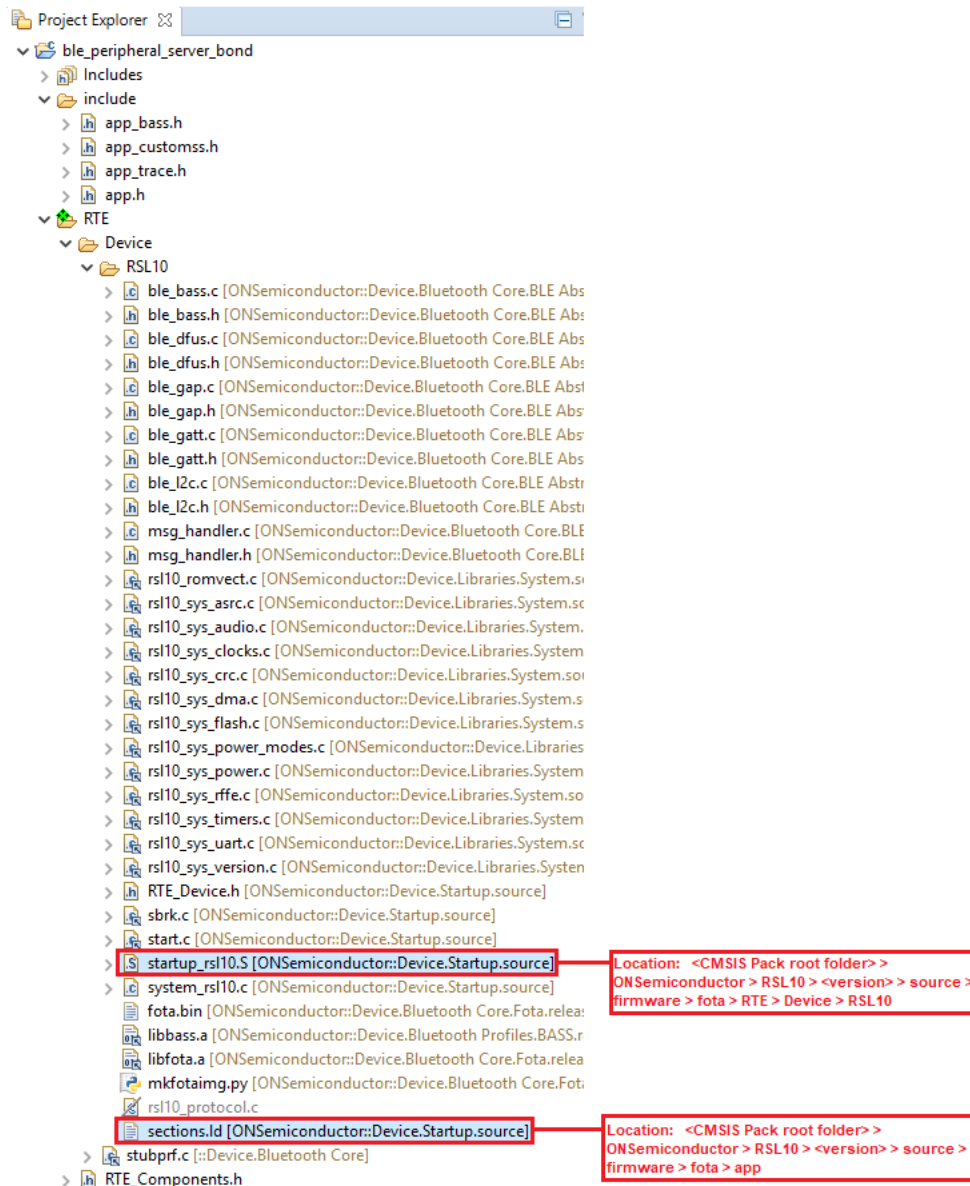 Project Explorer
ble_peripheral_server_bond
Includes
include
app_bass.h
app_customss.h
app_trace.h
app.h
RTE
Device
RSL10
ble_bass.c [ONSemiconductor::Device.Bluetooth Core.BLE Abs
ble_bass.h [ONSemiconductor::Device.Bluetooth Core.BLE Abs
ble_dfus.c [ONSemiconductor::Device.Bluetooth Core.BLE Abs
ble_dfus.h [ONSemiconductor::Device.Bluetooth Core.BLE Abs
ble_gap.c [ONSemiconductor::Device.Bluetooth Core.BLE Abst
ble_gap.h [ONSemiconductor::Device.Bluetooth Core.BLE Abs
ble_gatt.c [ONSemiconductor::Device.Bluetooth Core.BLE Abs
ble_gatt.h [ONSemiconductor::Device.Bluetooth Core.BLE Abs
ble_l2c.c [ONSemiconductor::Device.Bluetooth Core.BLE Abstr
ble_l2c.h [ONSemiconductor::Device.Bluetooth Core.BLE Abstr
msg_handler.c [ONSemiconductor::Device.Bluetooth Core.BLE
msg_handler.h [ONSemiconductor::Device.Bluetooth Core.BLE
rsl10_romvect.c [ONSemiconductor::Device.Libraries.System.so
rsl10_sys_asrc.c [ONSemiconductor::Device.Libraries.System.sc
rsl10_sys_audio.c [ONSemiconductor::Device.Libraries.System.
rsl10_sys_clocks.c [ONSemiconductor::Device.Libraries.System
rsl10_sys_crc.c [ONSemiconductor::Device.Libraries.System.sou
rsl10_sys_dma.c [ONSemiconductor::Device.Libraries.System.s
rsl10_sys_flash.c [ONSemiconductor::Device.Libraries.System.s
rsl10_sys_power_modes.c [ONSemiconductor::Device.Libraries
rsl10_sys_power.c [ONSemiconductor::Device.Libraries.System
rsl10_sys_rffe.c [ONSemiconductor::Device.Libraries.System.so
rsl10_sys_timers.c [ONSemiconductor::Device.Libraries.System
rsl10_sys_uart.c [ONSemiconductor::Device.Libraries.System.sc
rsl10_sys_version.c [ONSemiconductor::Device.Libraries.System
RTE_Device.h [ONSemiconductor::Device.Startup.source]
sbrk.c [ONSemiconductor::Device.Startup.source]
start.c [ONSemiconductor::Device.Startup.source]
startup_rsl10.S [ONSemiconductor::Device.Startup.source]
Location: <CMSIS Pack root folder> >
ONSemiconductor > RSL10 > <version> > source >
firmware > fota > RTE > Device > RSL10
system_rsl10.c [ONSemiconductor::Device.Startup.source]
fota.bin [ONSemiconductor::Device.Bluetooth Core.Fota.releas
libbass.a [ONSemiconductor::Device.Bluetooth Profiles.BASS.r
libfota.a [ONSemiconductor::Device.Bluetooth Core.Fota.relea
mkfotaimg.py [ONSemiconductor::Device.Bluetooth Core.Fota
rsl10_protocol.c
sections.ld [ONSemiconductor::Device.Startup.source]
Location: <CMSIS Pack root folder> >
ONSemiconductor > RSL10 > <version> > source >
firmware > fota > app
stubprf.c [::Device.Bluetooth Core]
RTE_Components.h